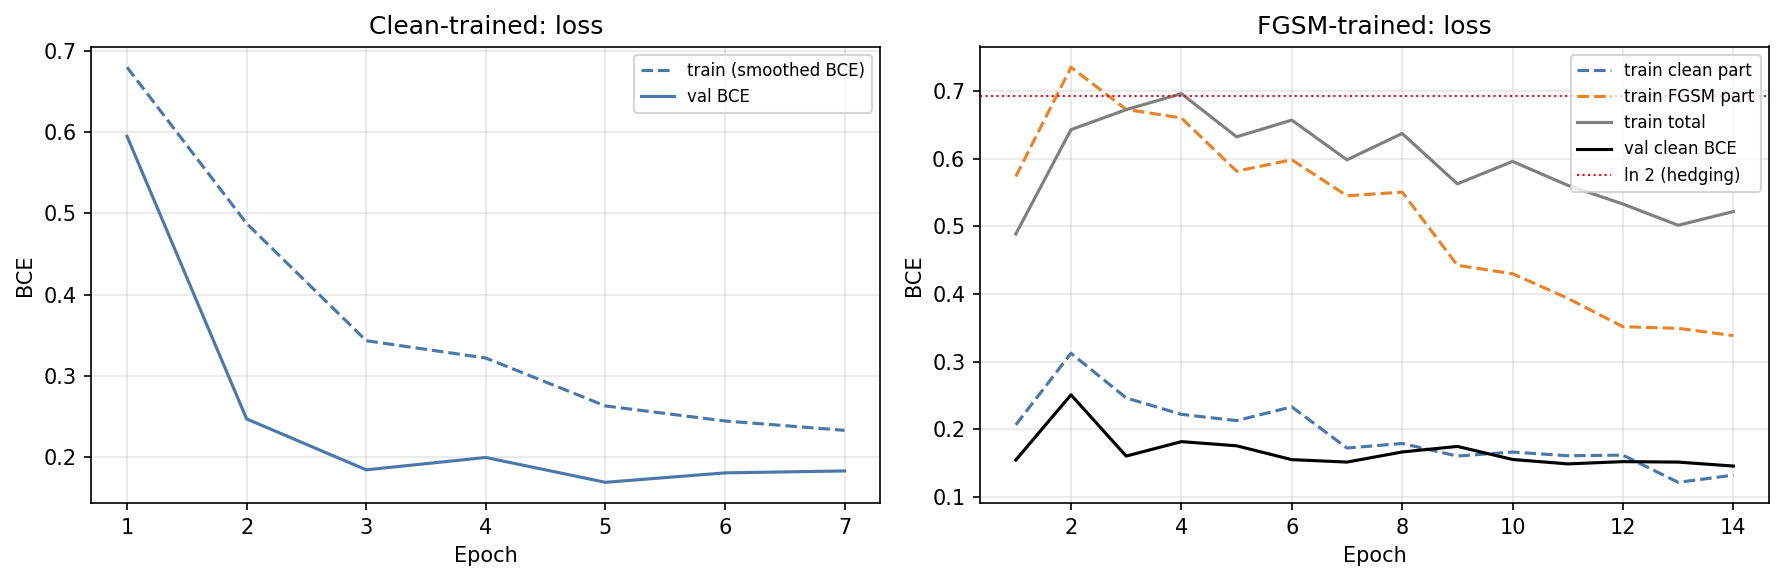 Clean-trained: loss
train (smoothed BCE)
val BCE
0.7
0.6
0.5
0.4
0.3
0.2
BCE
1 2 3 4 5 6 7
Epoch
FGSM-trained: loss
train clean part
train FGSM part
train total
val clean BCE
ln 2 (hedging)
0.7
0.6
0.5
0.4
0.3
0.2
0.1
BCE
2 4 6 8 10 12 14
Epoch